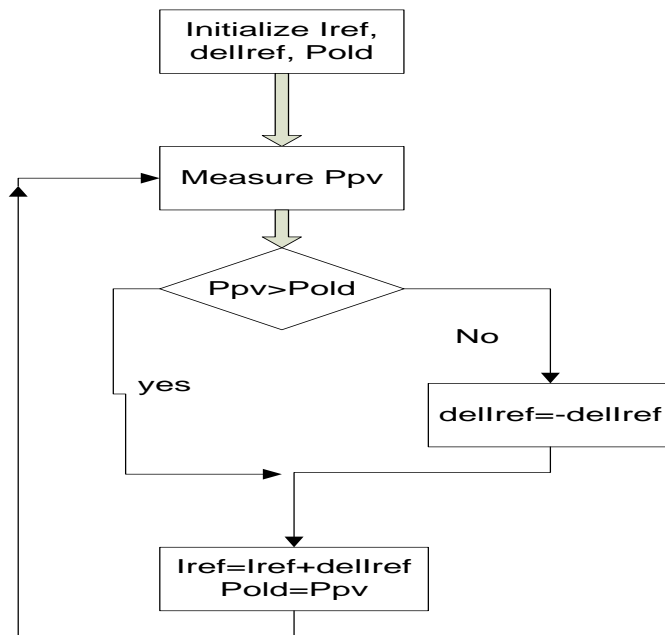 Initialize Iref,
delIref, Pold
Measure Ppv
Ppv>Pold
No
yes
delIref=-delIref
Iref=Iref+delIref
Pold=Ppv